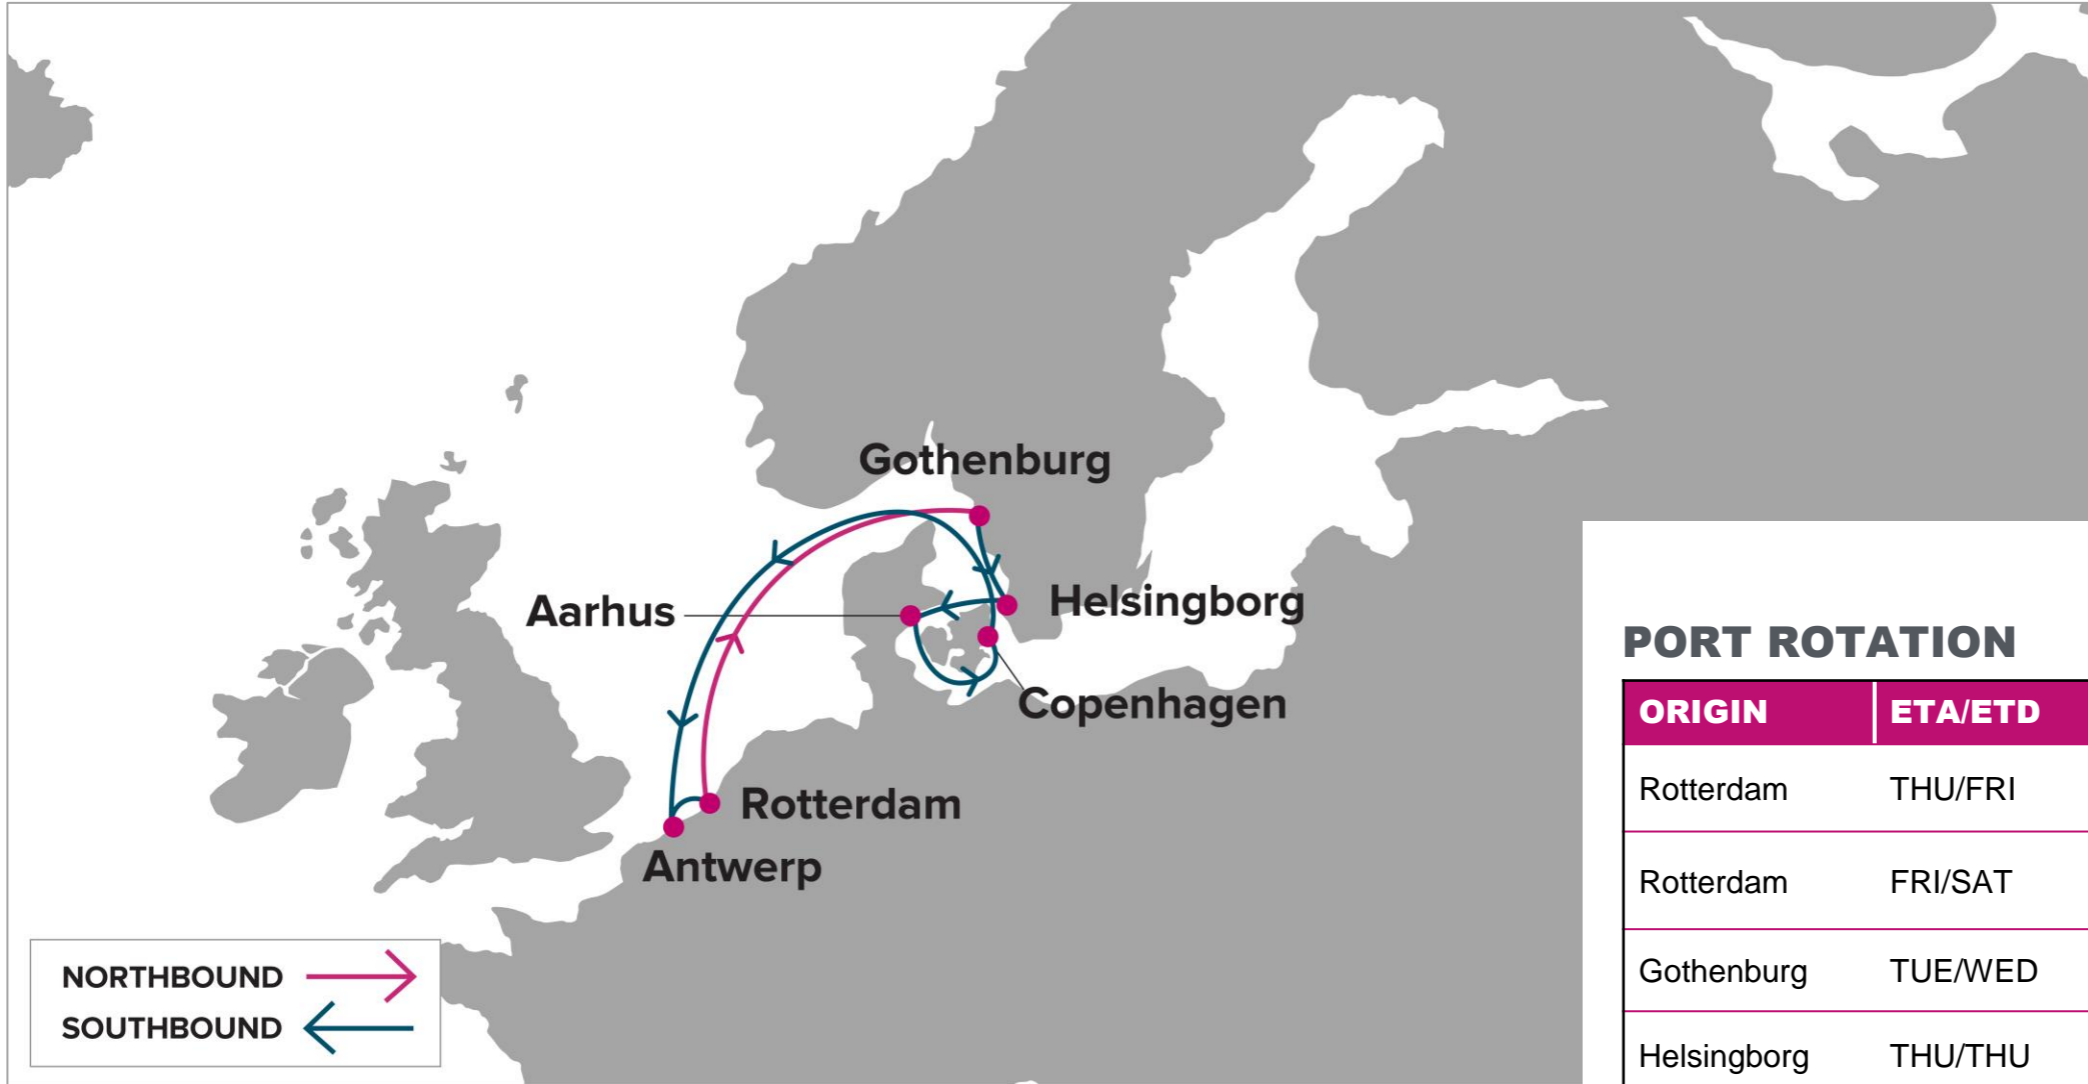 Gothenburg
Aarhus
Helsingborg
Copenhagen
Rotterdam
Antwerp
NORTHBOUND
SOUTHBOUND
PORT ROTATION
ORIGIN ETA/ETD
Rotterdam THU/FRI
Rotterdam FRI/SAT
Gothenburg TUE/WED
Helsingborg THU/THU